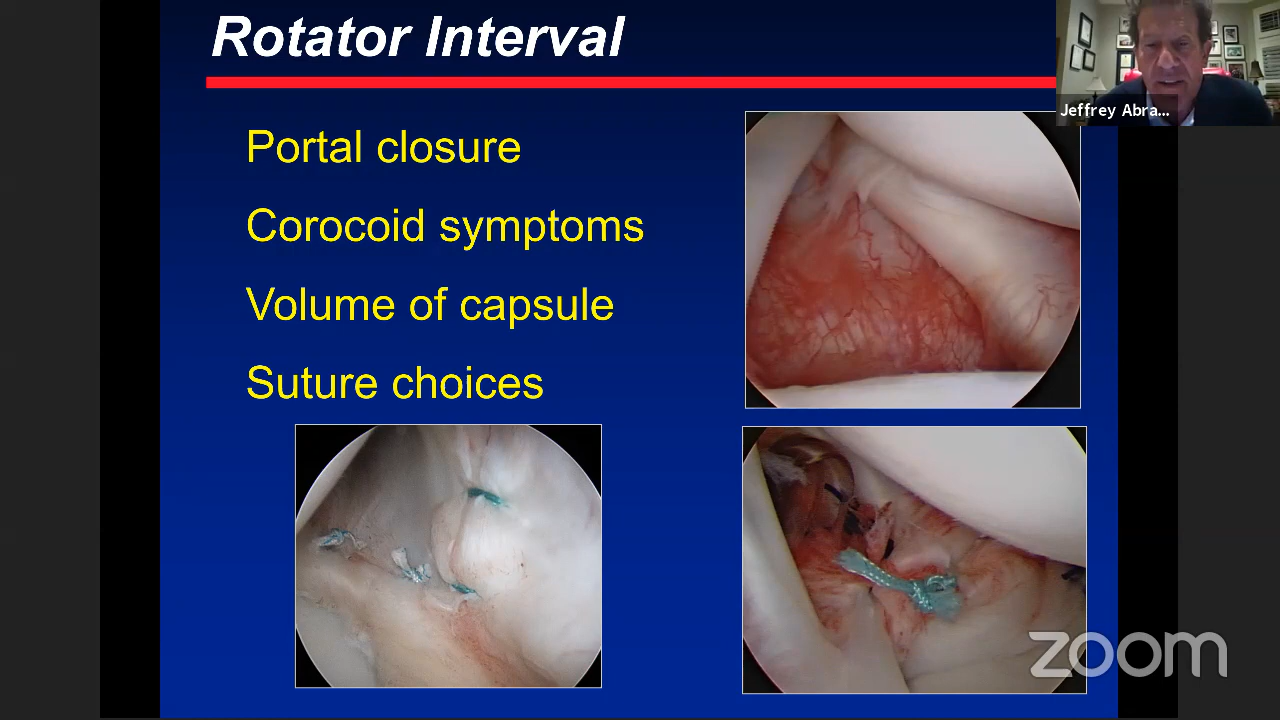 Rotator Interval
Jeffrey Abra...
Portal closure
Corocoid symptoms
Volume of capsule
Suture choices
zoom